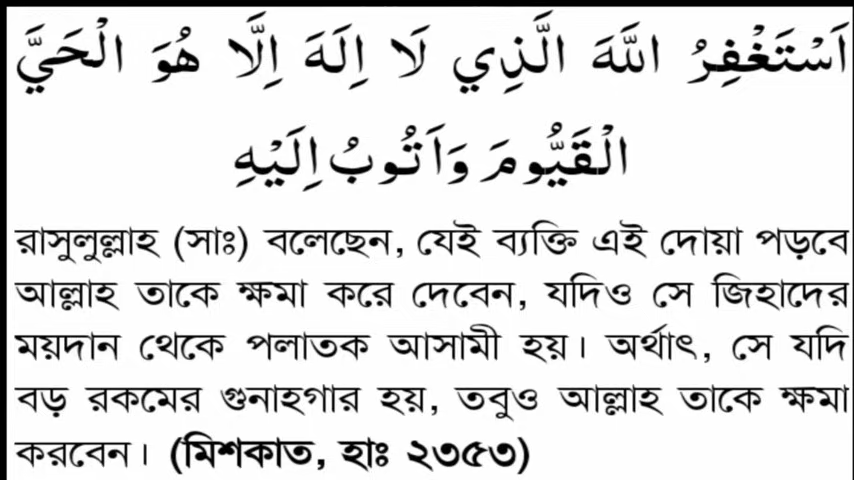 اَسْتَغْفِرُ اللَّهَ الَّذِي لَا اِلَهَ اِلَّا هُوَ الْحَيَّ
الْقَيُّومَ وَاَتُوبُ اِلَيْهِ
রাসুলুল্লাহ (সাঃ) বলেছেন, যেই ব্যক্তি এই দোয়া পড়বে
আল্লাহ তাকে ক্ষমা করে দেবেন, যদিও সে জিহাদের
ময়দান থেকে পলাতক আসামী হয়। অর্থাৎ, সে যদি
বড় রকমের গুনাহগার হয়, তবুও আল্লাহ তাকে ক্ষমা
করবেন। (মিশকাত, হাঃ ২৩৫৩)